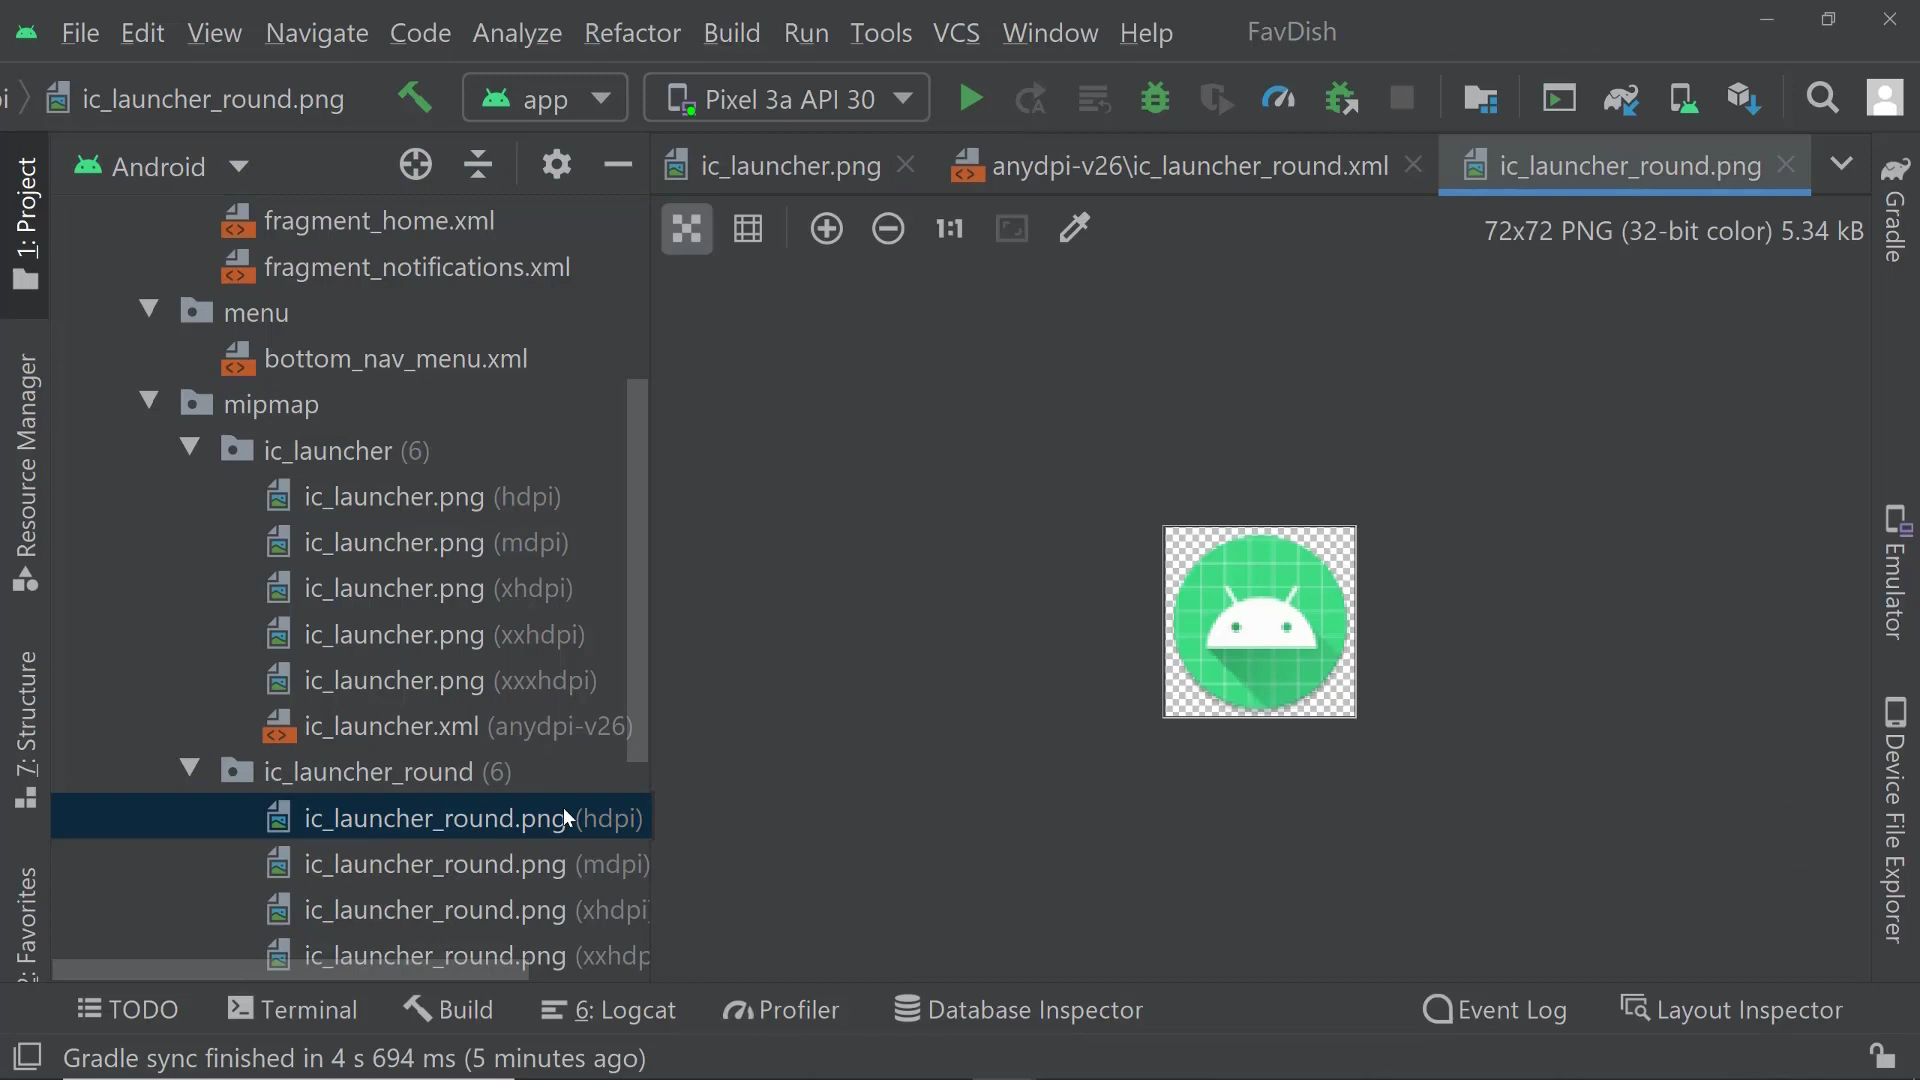 File Edit View Navigate Code Analyze Refactor Build Run Tools VCS Window Help FavDish
ic_launcher_round.png app Pixel 3a API 30
1: Project
Resource Manager
7: Structure
Favorites
Android
fragment_home.xml
fragment_notifications.xml
menu
bottom_nav_menu.xml
mipmap
ic_launcher (6)
ic_launcher.png (hdpi)
ic_launcher.png (mdpi)
ic_launcher.png (xhdpi)
ic_launcher.png (xxhdpi)
ic_launcher.png (xxxhdpi)
ic_launcher.xml (anydpi-v26)
ic_launcher_round (6)
ic_launcher_round.png (hdpi)
ic_launcher_round.png (mdpi)
ic_launcher_round.png (xhdpi
ic_launcher_round.png (xxhdp
ic_launcher.png anydpi-v26\ic_launcher_round.xml ic_launcher_round.png
1:1
72x72 PNG (32-bit color) 5.34 kB
Gradle
Emulator
Device File Explorer
TODO Terminal Build 6: Logcat Profiler Database Inspector Event Log Layout Inspector
Gradle sync finished in 4 s 694 ms (5 minutes ago)